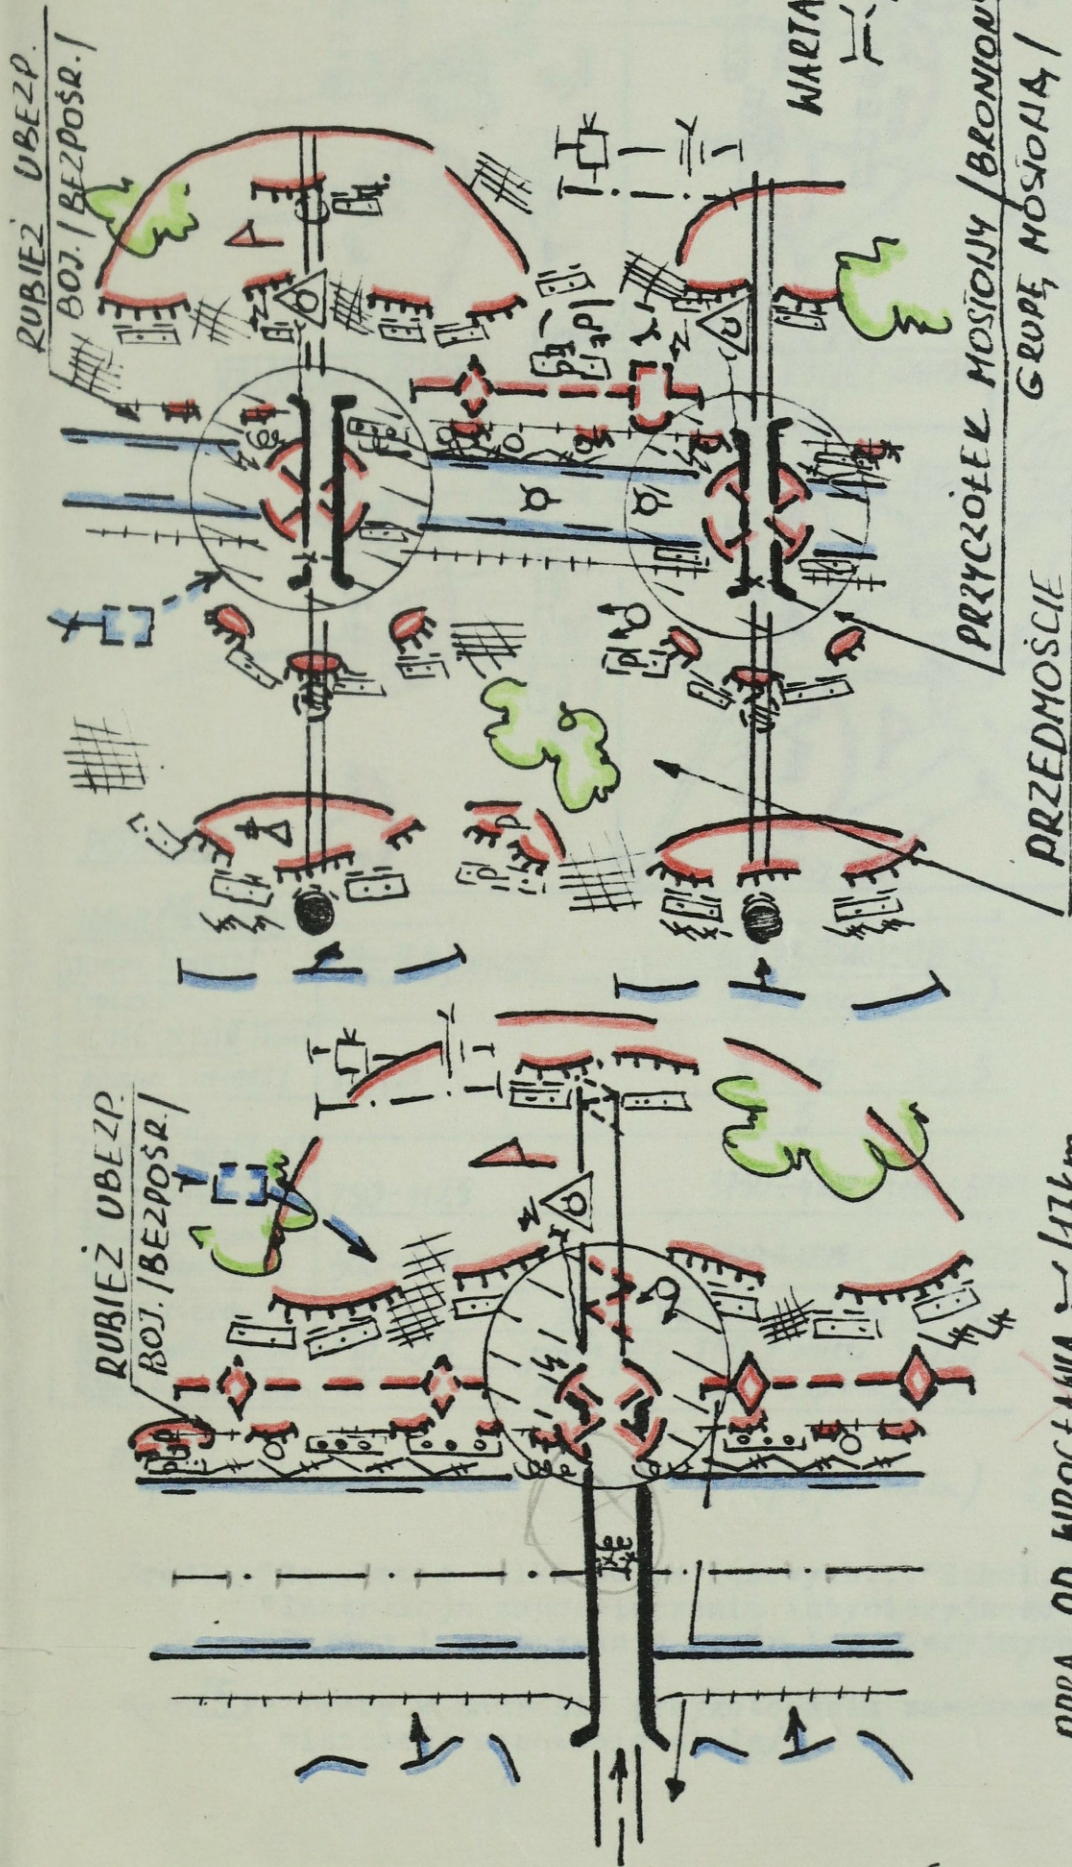 RUBIEŻ UBEZP.
BOJ. /BEZPOŚR./
RUBIEŻ UBEZP.
BOJ. /BEZPOŚR./
WARTA
PRZYCZÓŁEK MOSTOWY /BRONIONY
GRUPĘ MOSTOWĄ/
PRZEDMOŚCIE
ODRA OD WROCŁAWIA